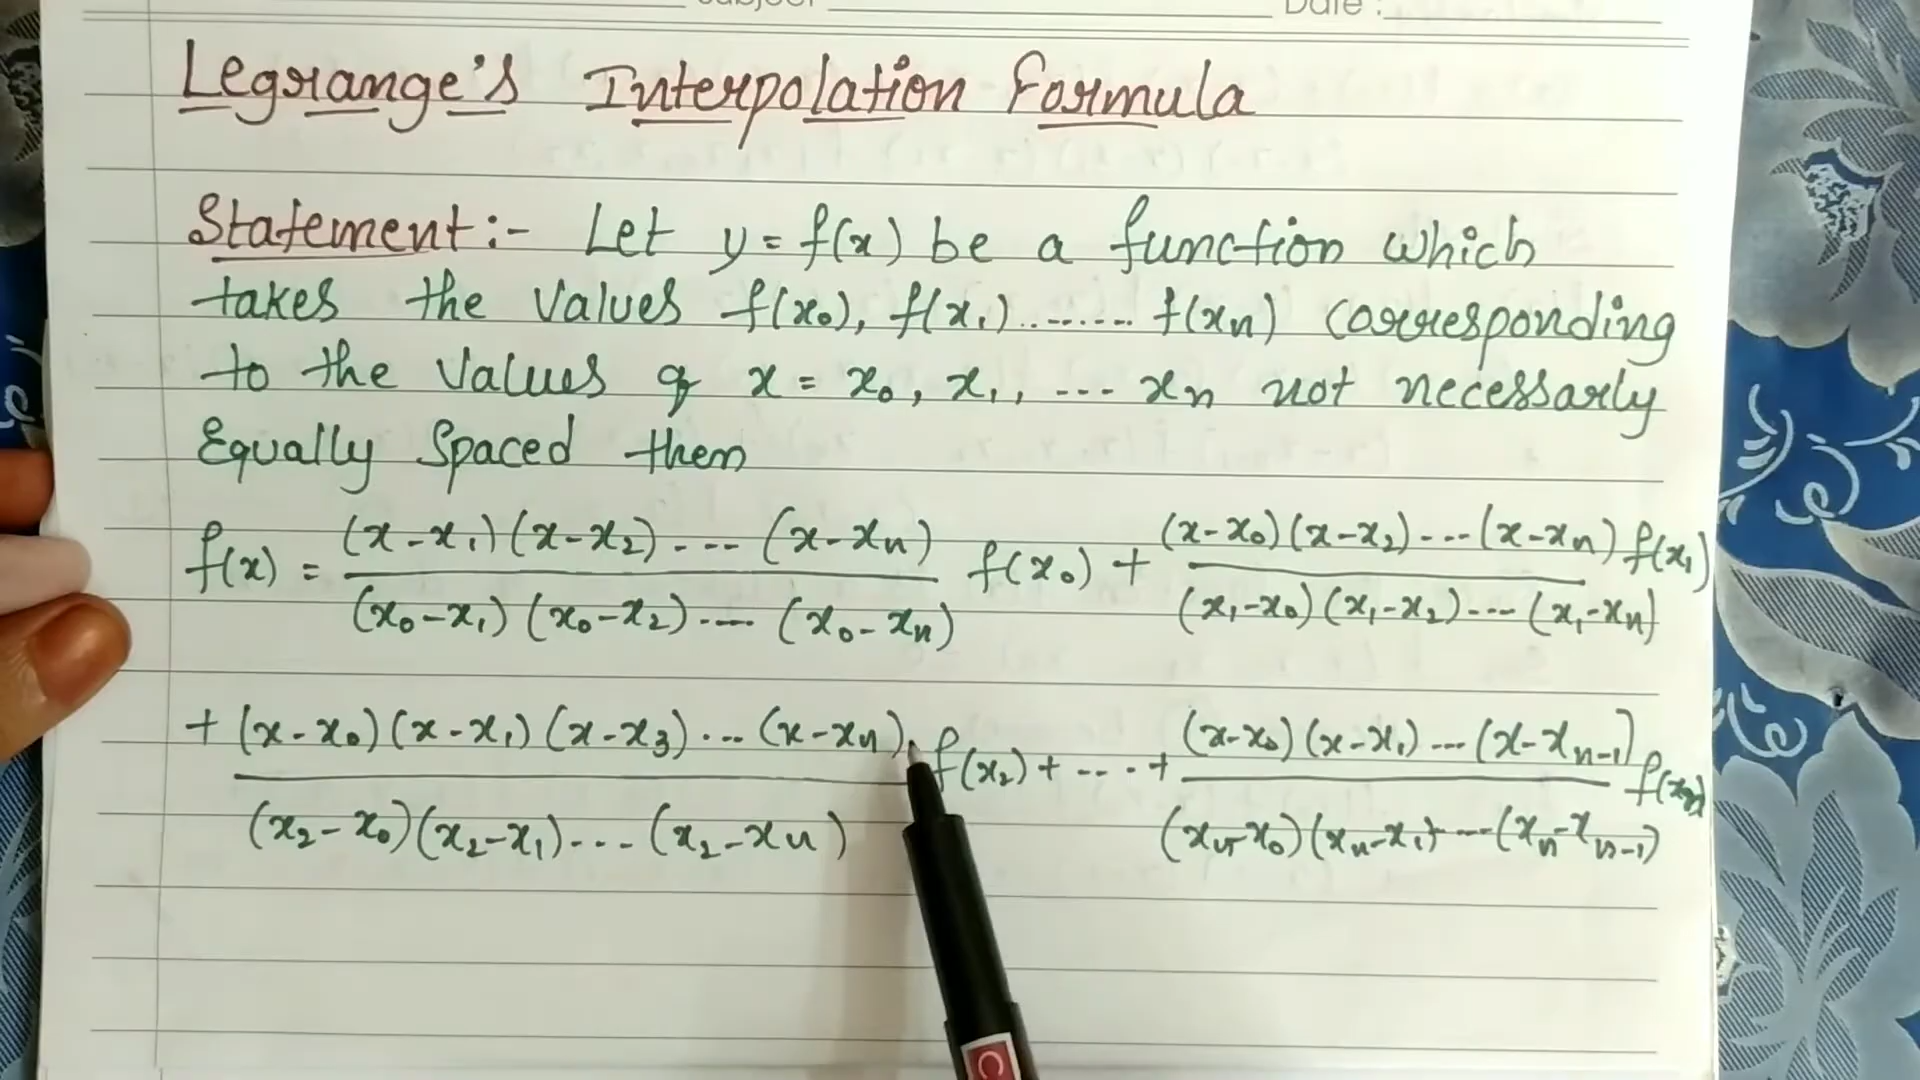 Subject Date :
Legrange's Interpolation Formula
Statement :- Let y = f(x) be a function which
takes the values f(x₀), f(x₁) ........ f(xn) corresponding
to the values of x = x₀, x₁, ... xn not necessarly
Equally Spaced then
f(x) = (x-x₁)(x-x₂) .... (x-xn) / (x₀-x₁)(x₀-x₂) .... (x₀-xn) f(x₀) + (x-x₀)(x-x₂) .... (x-xn) / (x₁-x₀)(x₁-x₂) .... (x₁-xn) f(x₁)
+ (x-x₀)(x-x₁)(x-x₃) ... (x-xn) / (x₂-x₀)(x₂-x₁) ... (x₂-xn) . f(x₂) + .... + (x-x₀)(x-x₁) ... (x-xn-1) / (xn-x₀)(xn-x₁) .... (xn-xn-1) f(xn)
C